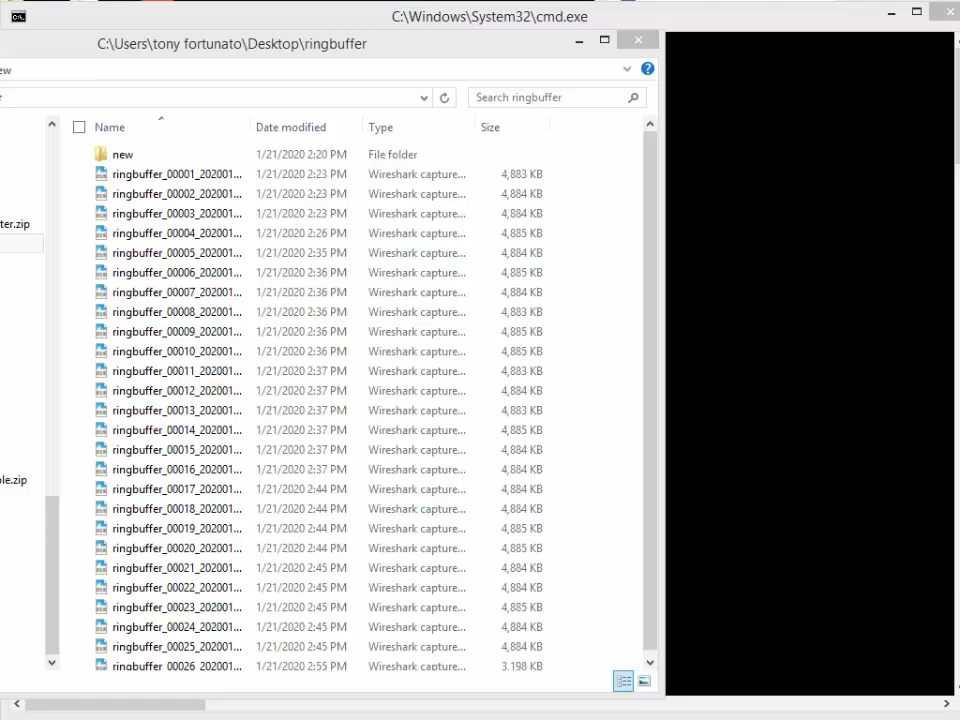 C:\Windows\System32\cmd.exe
C:\Users\tony fortunato\Desktop\ringbuffer
ew
r
Search ringbuffer
Name Date modified Type Size
new 1/21/2020 2:20 PM File folder
ringbuffer_00001_202001... 1/21/2020 2:23 PM Wireshark capture... 4,883 KB
ringbuffer_00002_202001... 1/21/2020 2:23 PM Wireshark capture... 4,884 KB
ringbuffer_00003_202001... 1/21/2020 2:23 PM Wireshark capture... 4,884 KB
ter.zip
ringbuffer_00004_202001... 1/21/2020 2:26 PM Wireshark capture... 4,885 KB
ringbuffer_00005_202001... 1/21/2020 2:35 PM Wireshark capture... 4,884 KB
ringbuffer_00006_202001... 1/21/2020 2:36 PM Wireshark capture... 4,885 KB
ringbuffer_00007_202001... 1/21/2020 2:36 PM Wireshark capture... 4,884 KB
ringbuffer_00008_202001... 1/21/2020 2:36 PM Wireshark capture... 4,883 KB
ringbuffer_00009_202001... 1/21/2020 2:36 PM Wireshark capture... 4,885 KB
ringbuffer_00010_202001... 1/21/2020 2:36 PM Wireshark capture... 4,885 KB
ringbuffer_00011_202001... 1/21/2020 2:37 PM Wireshark capture... 4,883 KB
ringbuffer_00012_202001... 1/21/2020 2:37 PM Wireshark capture... 4,884 KB
ringbuffer_00013_202001... 1/21/2020 2:37 PM Wireshark capture... 4,883 KB
ringbuffer_00014_202001... 1/21/2020 2:37 PM Wireshark capture... 4,884 KB
ringbuffer_00015_202001... 1/21/2020 2:37 PM Wireshark capture... 4,884 KB
ringbuffer_00016_202001... 1/21/2020 2:37 PM Wireshark capture... 4,884 KB
ple.zip
ringbuffer_00017_202001... 1/21/2020 2:44 PM Wireshark capture... 4,884 KB
ringbuffer_00018_202001... 1/21/2020 2:44 PM Wireshark capture... 4,884 KB
ringbuffer_00019_202001... 1/21/2020 2:44 PM Wireshark capture... 4,885 KB
ringbuffer_00020_202001... 1/21/2020 2:44 PM Wireshark capture... 4,885 KB
ringbuffer_00021_202001... 1/21/2020 2:45 PM Wireshark capture... 4,884 KB
ringbuffer_00022_202001... 1/21/2020 2:45 PM Wireshark capture... 4,884 KB
ringbuffer_00023_202001... 1/21/2020 2:45 PM Wireshark capture... 4,885 KB
ringbuffer_00024_202001... 1/21/2020 2:45 PM Wireshark capture... 4,884 KB
ringbuffer_00025_202001... 1/21/2020 2:45 PM Wireshark capture... 4,884 KB
ringbuffer_00026_202001... 1/21/2020 2:55 PM Wireshark capture... 3,198 KB